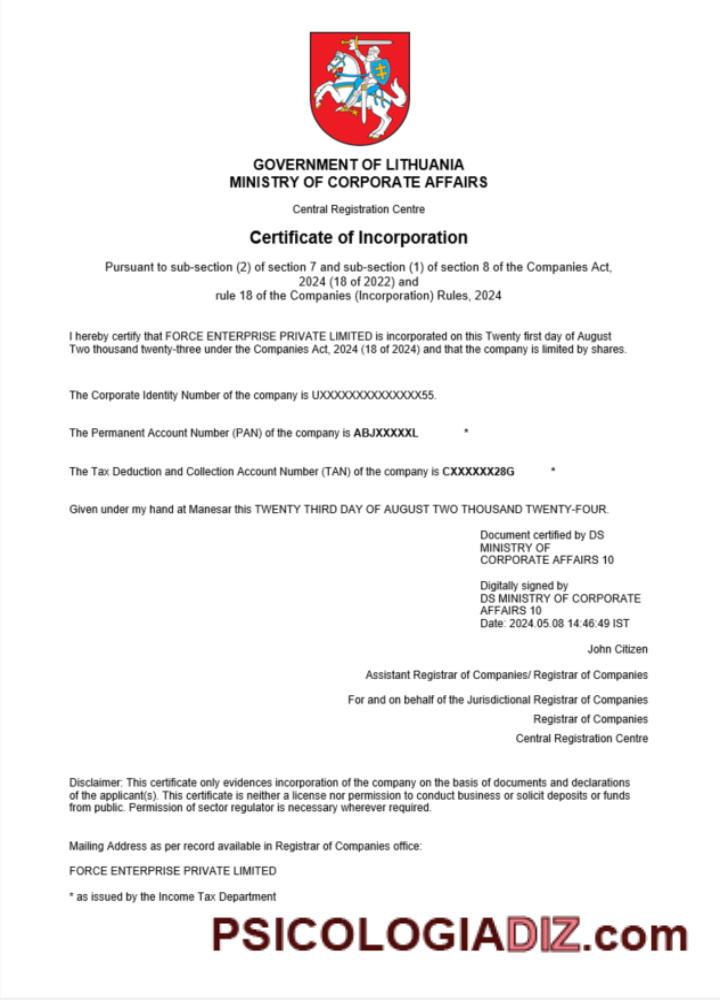 GOVERNMENT OF LITHUANIA
MINISTRY OF CORPORATE AFFAIRS
Central Registration Centre
Certificate of Incorporation
Pursuant to sub-section (2) of section 7 and sub-section (1) of section 8 of the Companies Act,
2024 (18 of 2022) and
rule 18 of the Companies (Incorporation) Rules, 2024
I hereby certify that FORCE ENTERPRISE PRIVATE LIMITED is incorporated on this Twenty first day of August
Two thousand twenty-three under the Companies Act, 2024 (18 of 2024) and that the company is limited by shares.
The Corporate Identity Number of the company is UXXXXXXXXXXXXXX55.
The Permanent Account Number (PAN) of the company is ABJXXXXXL *
The Tax Deduction and Collection Account Number (TAN) of the company is CXXXXXX28G *
Given under my hand at Manesar this TWENTY THIRD DAY OF AUGUST TWO THOUSAND TWENTY-FOUR.
Document certified by DS
MINISTRY OF
CORPORATE AFFAIRS 10
Digitally signed by
DS MINISTRY OF CORPORATE
AFFAIRS 10
Date: 2024.05.08 14:46:49 IST
John Citizen
Assistant Registrar of Companies/ Registrar of Companies
For and on behalf of the Jurisdictional Registrar of Companies
Registrar of Companies
Central Registration Centre
Disclaimer: This certificate only evidences incorporation of the company on the basis of documents and declarations
of the applicant(s). This certificate is neither a license nor permission to conduct business or solicit deposits or funds
from public. Permission of sector regulator is necessary wherever required.
Mailing Address as per record available in Registrar of Companies office:
FORCE ENTERPRISE PRIVATE LIMITED
* as issued by the Income Tax Department
PSICOLOGIADIZ.com